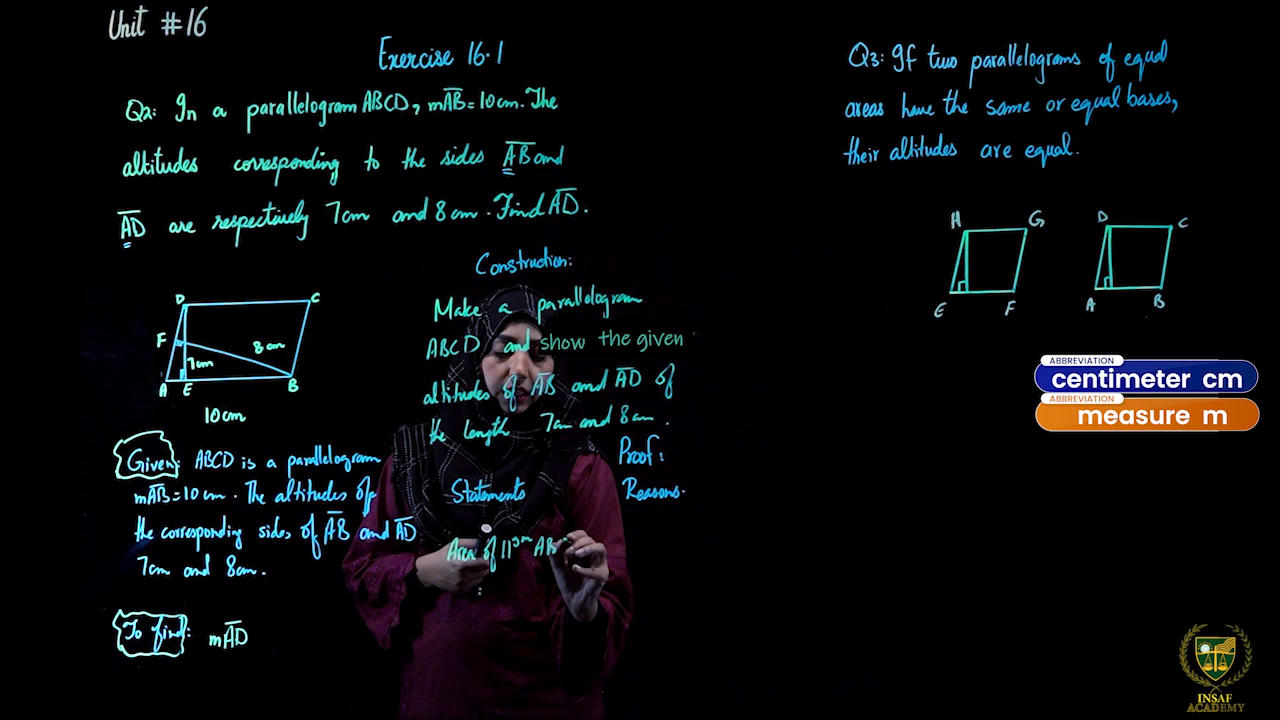 Unit #16
Exercise 16.1
Q2: In a parallelogram ABCD, mAB = 10cm. The
altitudes corresponding to the sides AB and
AD are respectively 7cm and 8cm. Find AD.
D C
F 8cm
7cm
A E B
10cm
Given: ABCD is a parallelogram
mAB = 10cm. The altitudes of
the corresponding sides of AB and AD
7cm and 8cm.
To find: mAD
Construction:
Make a parallelogram
ABCD and show the given
altitudes of AB and AD of
the length 7cm and 8cm.
Proof:
Statements Reasons.
Area of ||gm AB
Q3: If two parallelograms of equal
areas have the same or equal bases,
their altitudes are equal.
H G D C
E F A B
ABBREVIATION
centimeter cm
ABBREVIATION
measure m
INSAF
ACADEMY